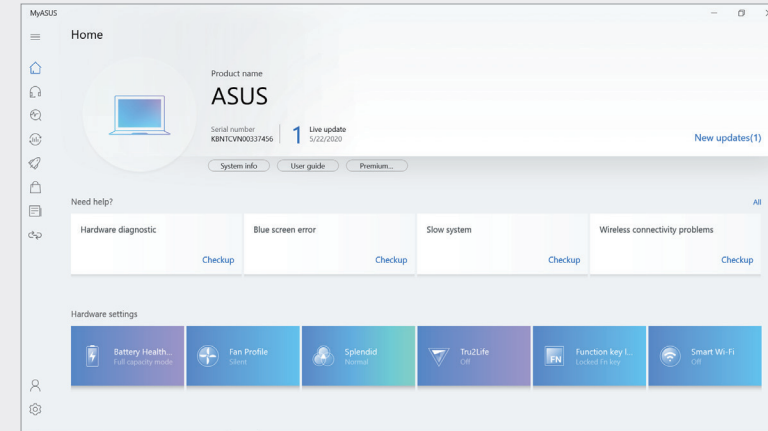 MyASUS
Home
Product name
ASUS
Serial number
KBNTCVN00337456
1
Live update
5/22/2020
New updates(1)
System info
User guide
Premium...
Need help?
All
Hardware diagnostic
Blue screen error
Slow system
Wireless connectivity problems
Checkup
Checkup
Checkup
Checkup
Hardware settings
Battery Health...
Full capacity mode
Fan Profile
Silent
Splendid
Normal
Tru2Life
Off
FN
Function key l...
Locked Fn key
Smart Wi-Fi
Off